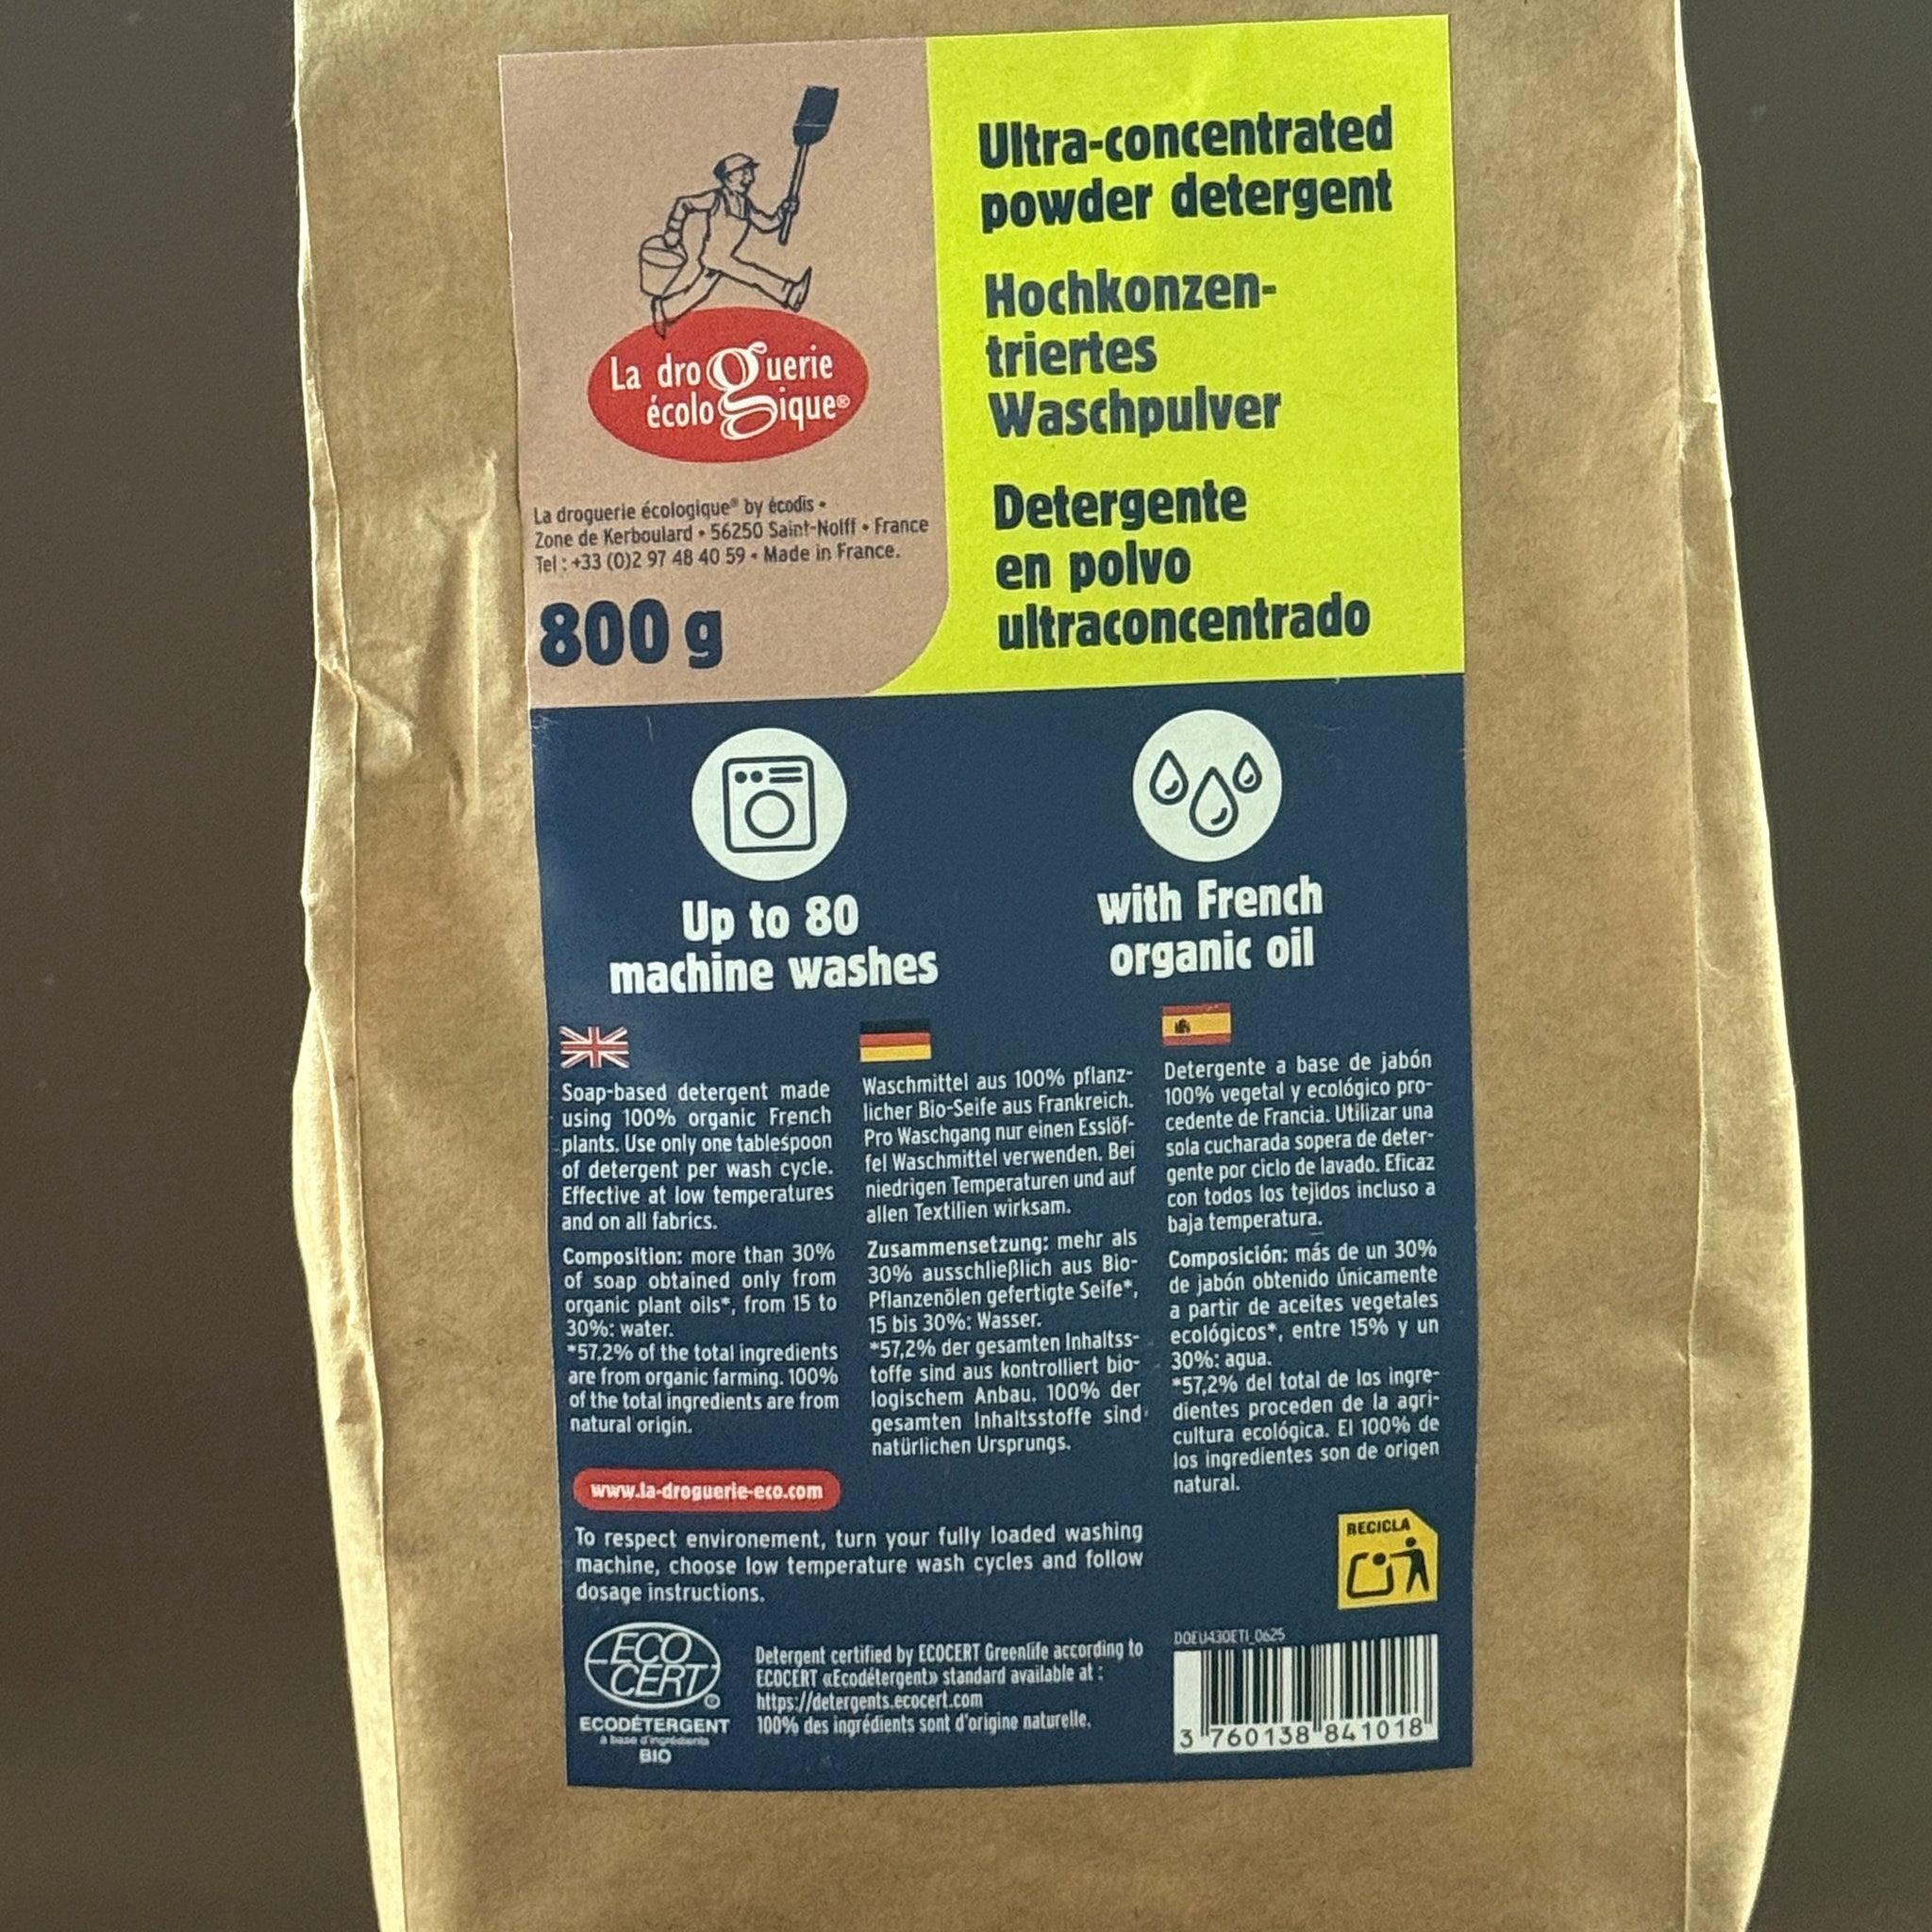 La droguerie
écologique®
La droguerie écologique® by écodis •
Zone de Kerboulard • 56250 Saint-Nolff • France
Tel : +33 (0)2 97 48 40 59 • Made in France.
800 g
Ultra-concentrated
powder detergent
Hochkonzen-
triertes
Waschpulver
Detergente
en polvo
ultraconcentrado
Up to 80
machine washes
with French
organic oil
Soap-based detergent made
using 100% organic French
plants. Use only one tablespoon
of detergent per wash cycle.
Effective at low temperatures
and on all fabrics.
Composition: more than 30%
of soap obtained only from
organic plant oils*, from 15 to
30%: water.
*57.2% of the total ingredients
are from organic farming. 100%
of the total ingredients are from
natural origin.
Waschmittel aus 100% pflanz-
licher Bio-Seife aus Frankreich.
Pro Waschgang nur einen Esslöf-
fel Waschmittel verwenden. Bei
niedrigen Temperaturen und auf
allen Textilien wirksam.
Zusammensetzung: mehr als
30% ausschließlich aus Bio-
Pflanzenölen gefertigte Seife*,
15 bis 30%: Wasser.
*57,2% der gesamten Inhaltss-
toffe sind aus kontrolliert bio-
logischem Anbau. 100% der
gesamten Inhaltsstoffe sind
natürlichen Ursprungs.
Detergente a base de jabón
100% vegetal y ecológico pro-
cedente de Francia. Utilizar una
sola cucharada sopera de deter-
gente por ciclo de lavado. Eficaz
con todos los tejidos incluso a
baja temperatura.
Composición: más de un 30%
de jabón obtenido únicamente
a partir de aceites vegetales
ecológicos*, entre 15% y un
30%: agua.
*57,2% del total de los ingre-
dientes proceden de la agri-
cultura ecológica. El 100% de
los ingredientes son de origen
natural.
www.la-droguerie-eco.com
To respect environement, turn your fully loaded washing
machine, choose low temperature wash cycles and follow
dosage instructions.
RECICLA
ECO
CERT
ECODÉTERGENT
à base d'ingrédients
BIO
Detergent certified by ECOCERT Greenlife according to
ECOCERT «Ecodétergent» standard available at :
https://detergents.ecocert.com
100% des ingrédients sont d'origine naturelle.
DOEU430ETI_0625
3 760138 841018